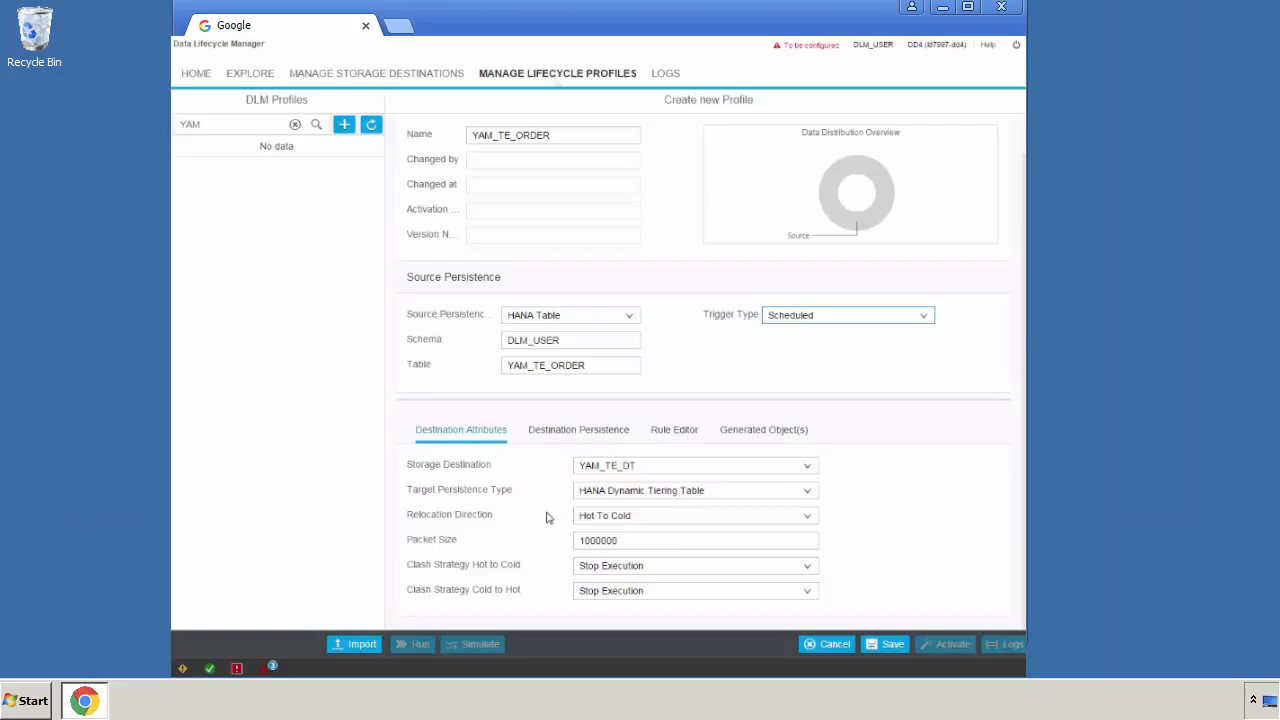 Recycle Bin
Google
Data Lifecycle Manager
To be configured
DLM_USER
DD4 (ld7997-dd4)
Help
HOME
EXPLORE
MANAGE STORAGE DESTINATIONS
MANAGE LIFECYCLE PROFILES
LOGS
DLM Profiles
Create new Profile
YAM
No data
Name
YAM_TE_ORDER
Changed by
Changed at
Activation ...
Version N...
Data Distribution Overview
Source
Source Persistence
Source Persistenc...
HANA Table
Trigger Type
Scheduled
Schema
DLM_USER
Table
YAM_TE_ORDER
Destination Attributes
Destination Persistence
Rule Editor
Generated Object(s)
Storage Destination
YAM_TE_DT
Target Persistence Type
HANA Dynamic Tiering Table
Relocation Direction
Hot To Cold
Packet Size
1000000
Clash Strategy Hot to Cold
Stop Execution
Clash Strategy Cold to Hot
Stop Execution
Import
Run
Simulate
Cancel
Save
Activate
Logs
3
Start